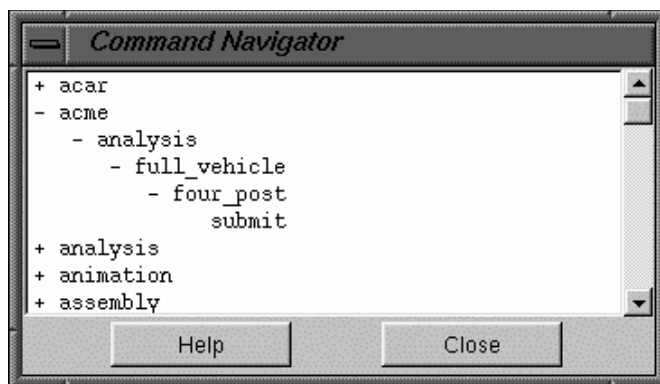 Command Navigator
+ acar
- acme
- analysis
- full_vehicle
- four_post
submit
+ analysis
+ animation
+ assembly
Help
Close